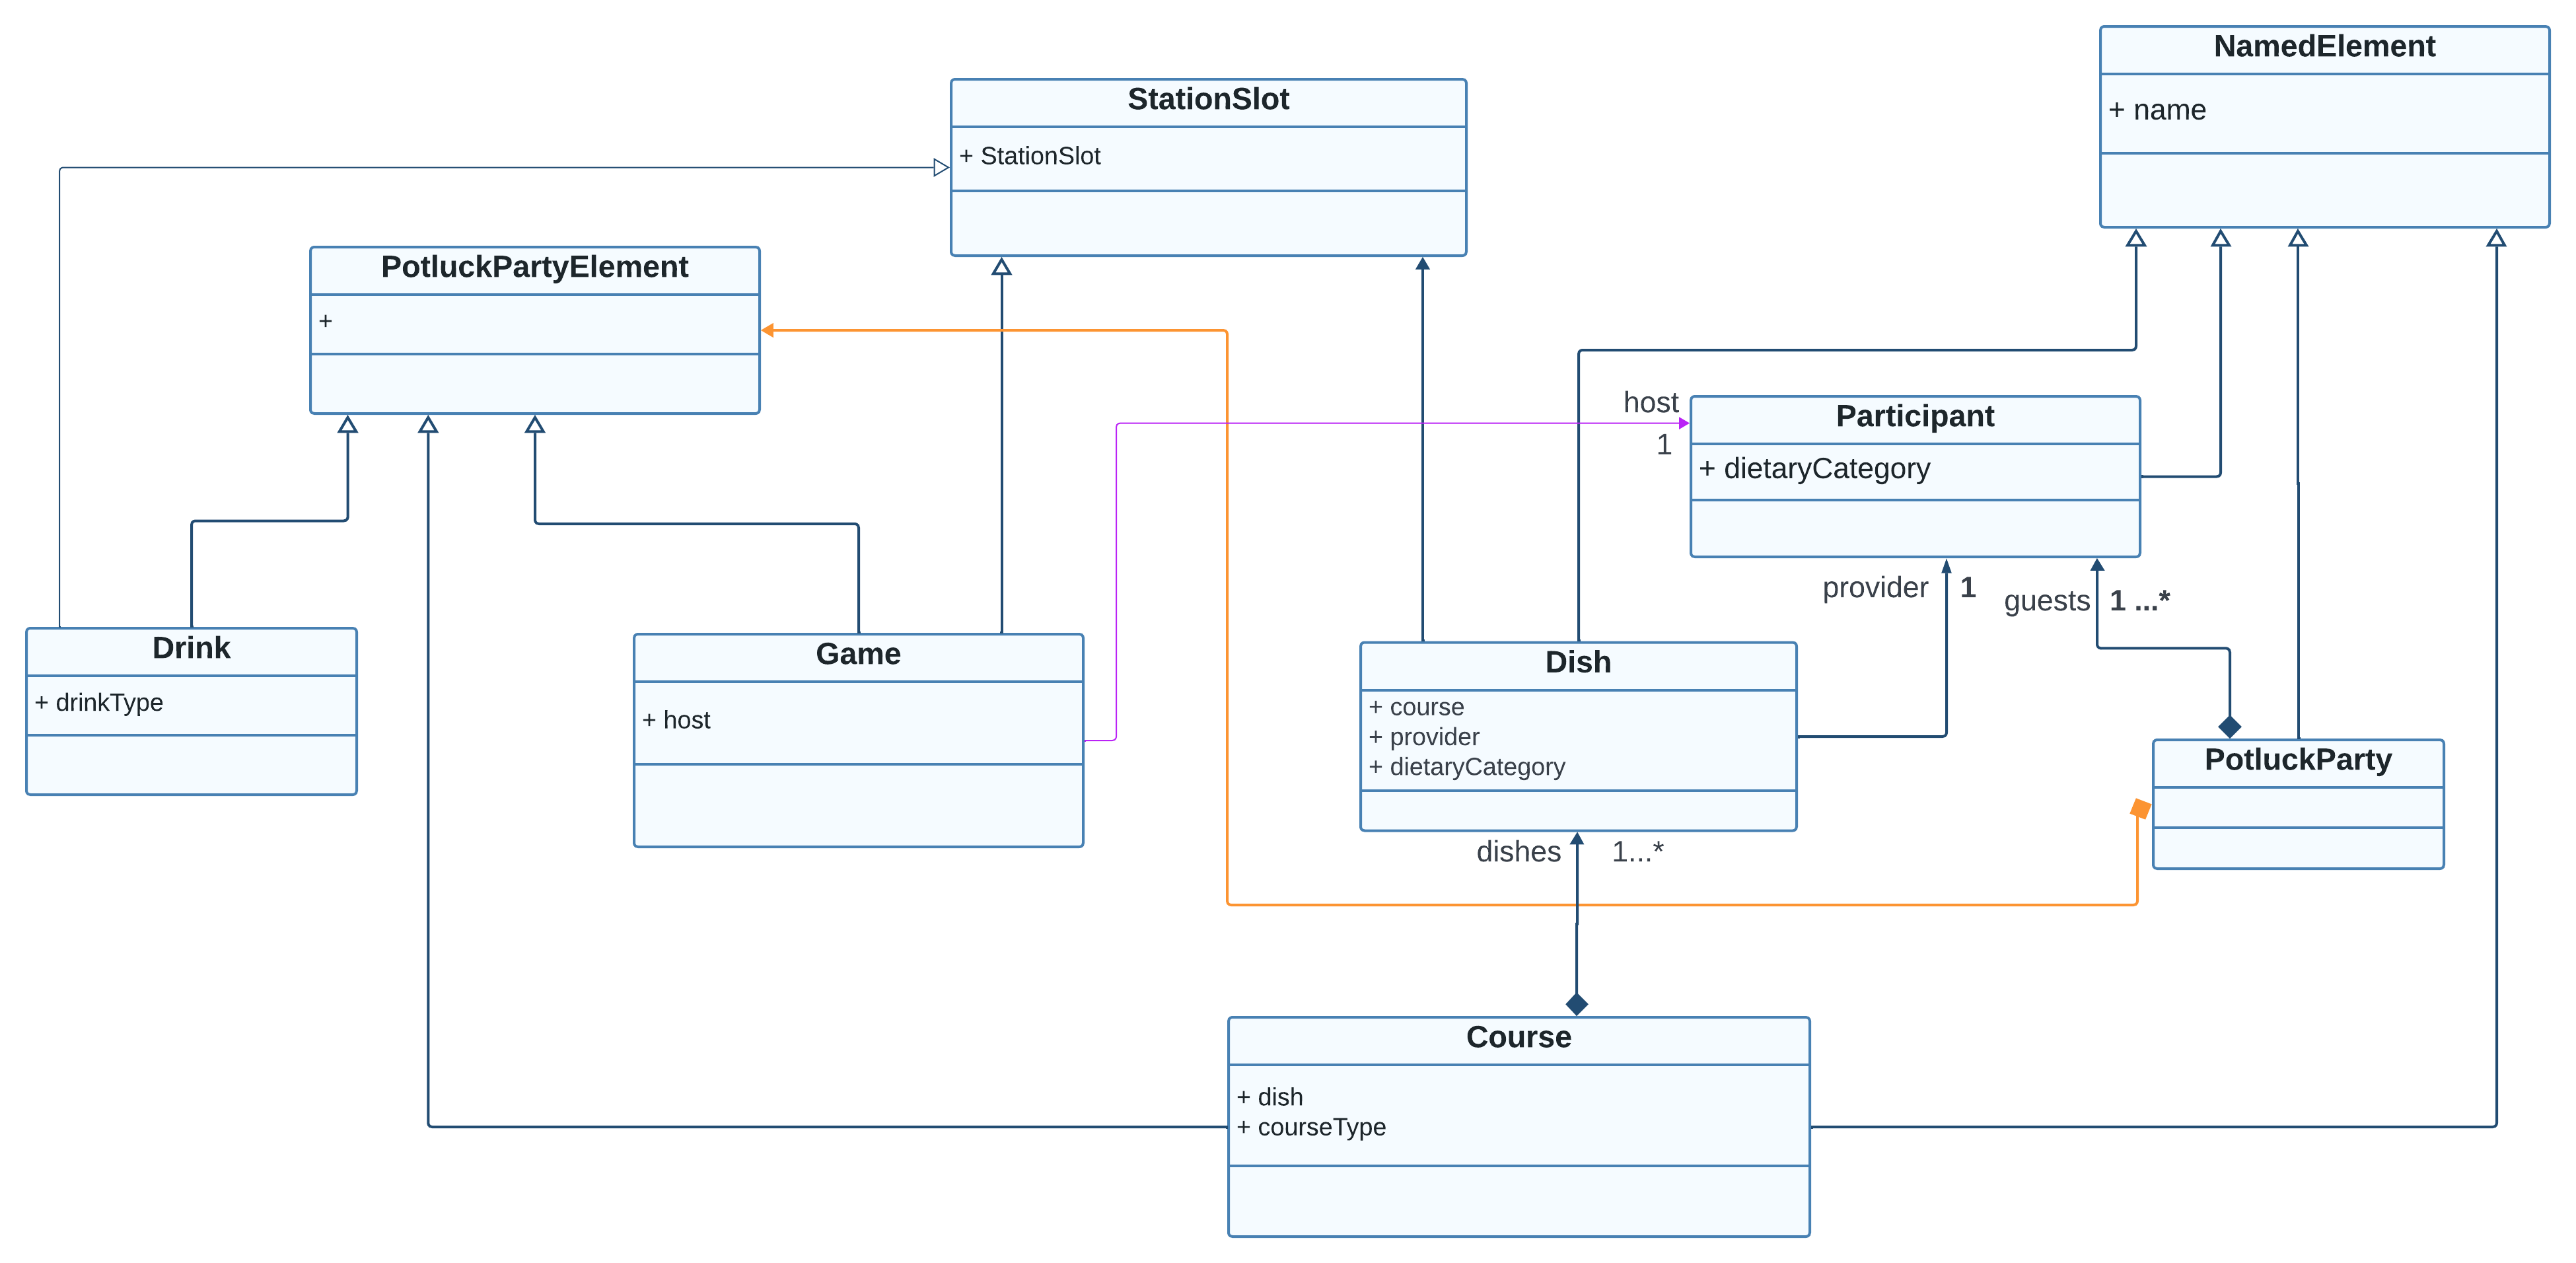 NamedElement
+ name
StationSlot
+ StationSlot
PotluckPartyElement
+
host
1
Participant
+ dietaryCategory
provider 1
guests 1 ...*
Drink
+ drinkType
Game
+ host
Dish
+ course
+ provider
+ dietaryCategory
PotluckParty
dishes 1...*
Course
+ dish
+ courseType